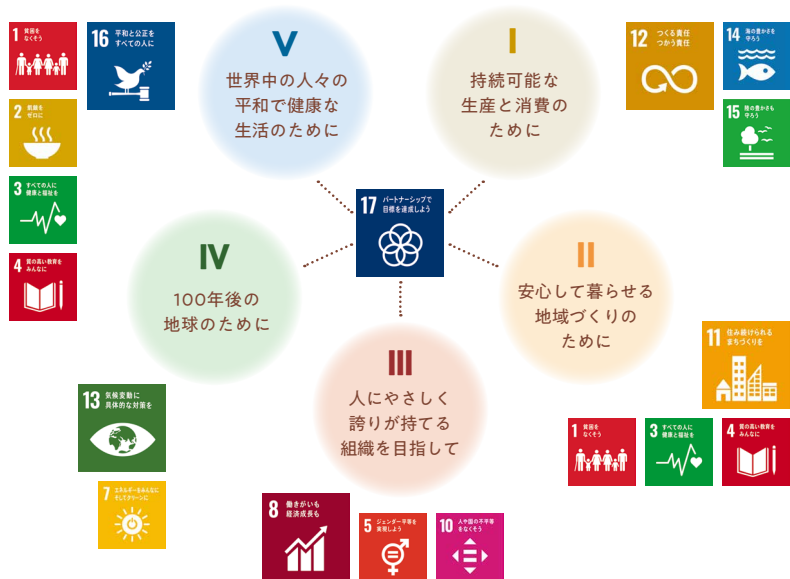 1 貧困を
なくそう
16 平和と公正を
すべての人に
2 飢餓を
ゼロに
3 すべての人に
健康と福祉を
4 質の高い教育を
みんなに
V
世界中の人々の
平和で健康な
生活のために
I
持続可能な
生産と消費の
ために
12 つくる責任
つかう責任
14 海の豊かさを
守ろう
15 陸の豊かさも
守ろう
17 パートナーシップで
目標を達成しよう
IV
100年後の
地球のために
II
安心して暮らせる
地域づくりの
ために
III
人にやさしく
誇りが持てる
組織を目指して
11 住み続けられる
まちづくりを
1 貧困を
なくそう
3 すべての人に
健康と福祉を
4 質の高い教育を
みんなに
13 気候変動に
具体的な対策を
7 エネルギーをみんなに
そしてクリーンに
8 働きがいも
経済成長も
5 ジェンダー平等を
実現しよう
10 人や国の不平等
をなくそう